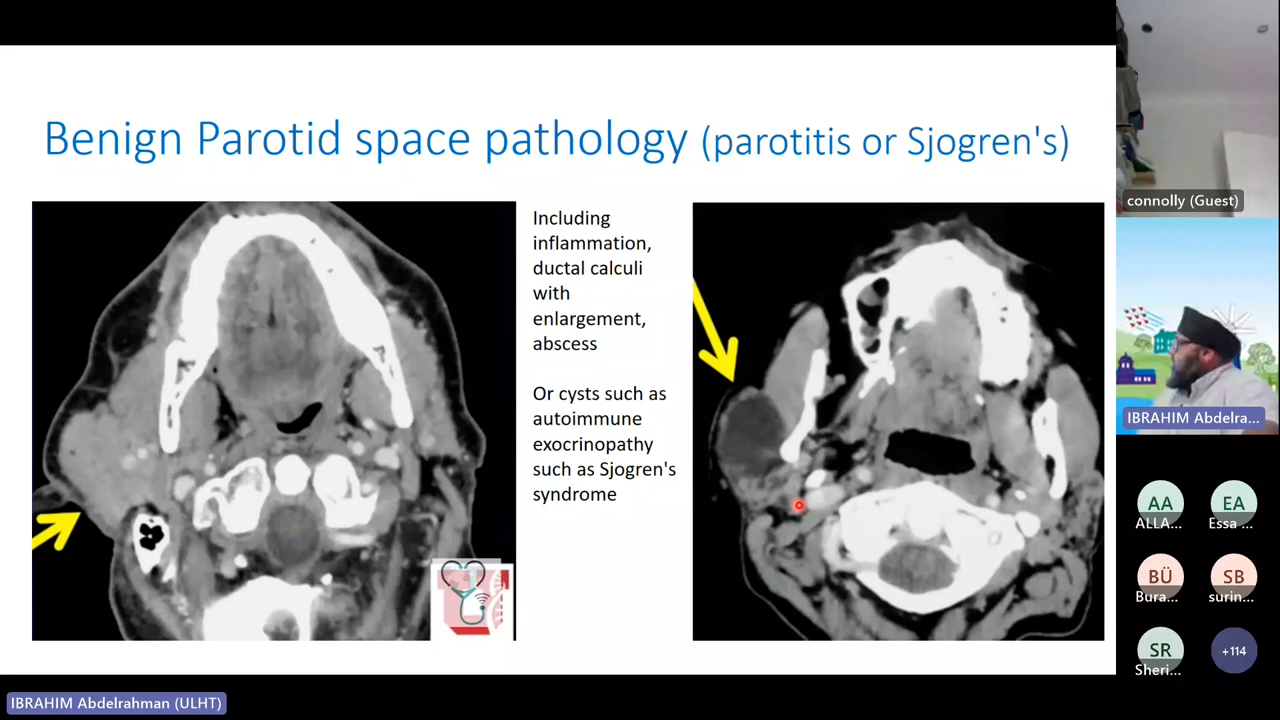 Benign Parotid space pathology (parotitis or Sjogren's)
Including
inflammation,
ductal calculi
with
enlargement,
abscess
Or cysts such as
autoimmune
exocrinopathy
such as Sjogren's
syndrome
connolly (Guest)
IBRAHIM Abdelra...
AA
ALLA...
EA
Essa ...
BÜ
Bura...
SB
surin...
SR
Sheri...
+114
IBRAHIM Abdelrahman (ULHT)